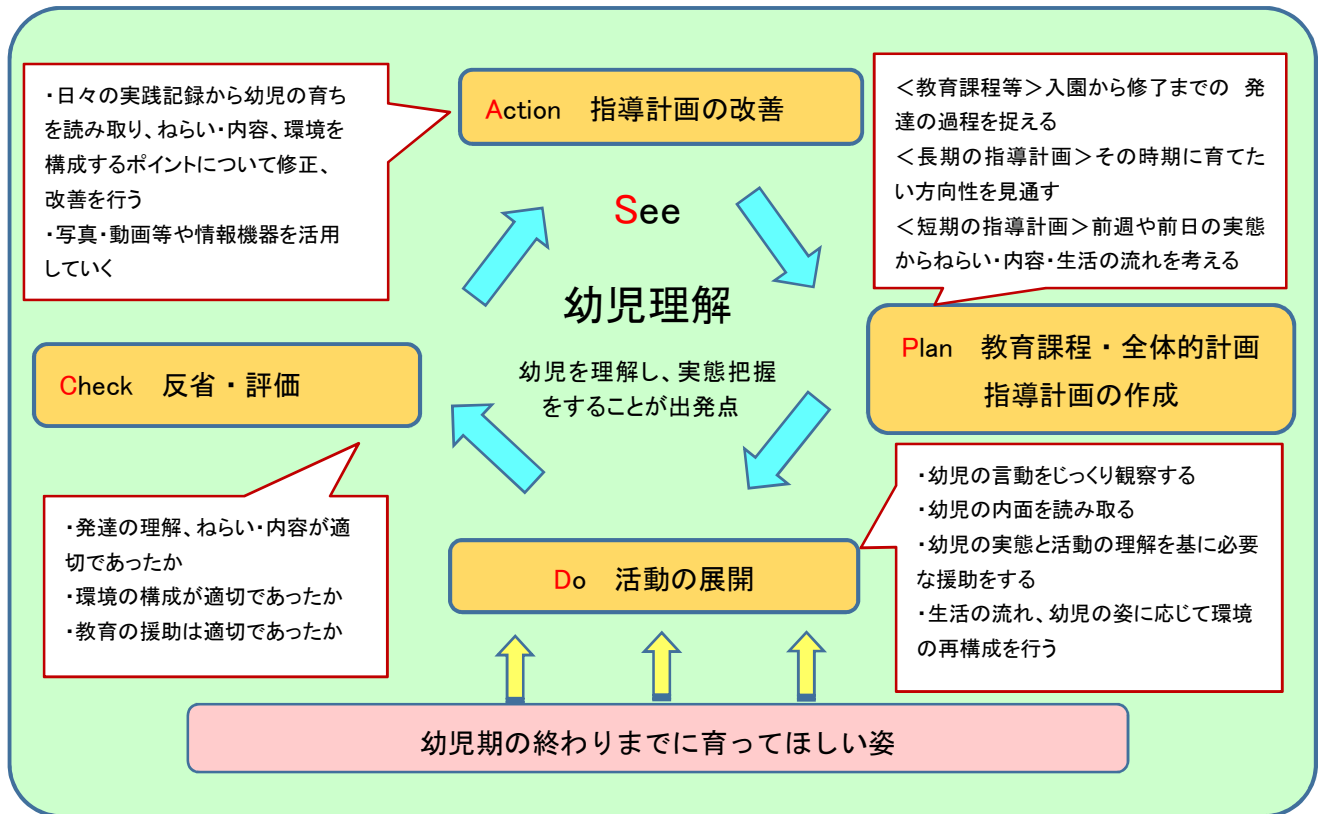 Action　指導計画の改善
・日々の実践記録から幼児の育ち
を読み取り、ねらい・内容、環境を
構成するポイントについて修正、
改善を行う
・写真・動画等や情報機器を活用
していく
＜教育課程等＞入園から修了までの　発
達の過程を捉える
＜長期の指導計画＞その時期に育てた
い方向性を見通す
＜短期の指導計画＞前週や前日の実態
からねらい・内容・生活の流れを考える
See
幼児理解
幼児を理解し、実態把握
をすることが出発点
Plan　教育課程・全体的計画
指導計画の作成
Check　反省・評価
・発達の理解、ねらい・内容が適
切であったか
・環境の構成が適切であったか
・教育の援助は適切であったか
・幼児の言動をじっくり観察する
・幼児の内面を読み取る
・幼児の実態と活動の理解を基に必要
な援助をする
・生活の流れ、幼児の姿に応じて環境
の再構成を行う
Do　活動の展開
幼児期の終わりまでに育ってほしい姿